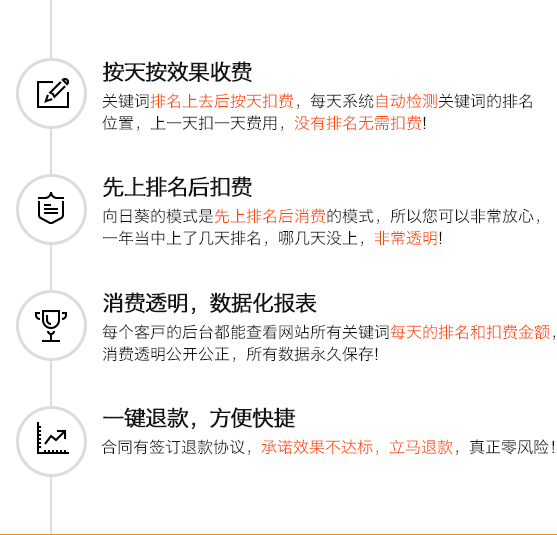 按天按效果收费
关键词排名上去后按天扣费，每天系统自动检测关键词的排名
位置，上一天扣一天费用，没有排名无需扣费!
先上排名后扣费
向日葵的模式是先上排名后消费的模式，所以您可以非常放心，
一年当中上了几天排名，哪几天没上，非常透明!
消费透明，数据化报表
每个客户的后台都能查看网站所有关键词每天的排名和扣费金额，
消费透明公开公正，所有数据永久保存!
一键退款，方便快捷
合同有签订退款协议，承诺效果不达标，立马退款，真正零风险!